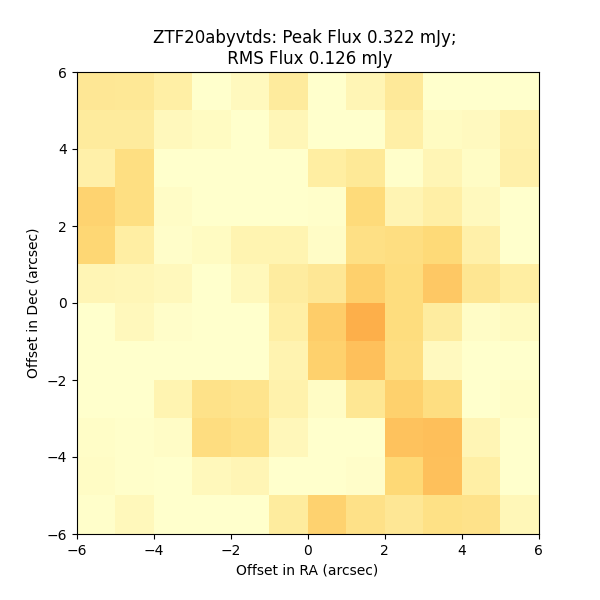 ZTF20abyvtds: Peak Flux 0.322 mJy;
RMS Flux 0.126 mJy
6
4
2
0
−2
−4
−6
Offset in Dec (arcsec)
−6 −4 −2 0 2 4 6
Offset in RA (arcsec)